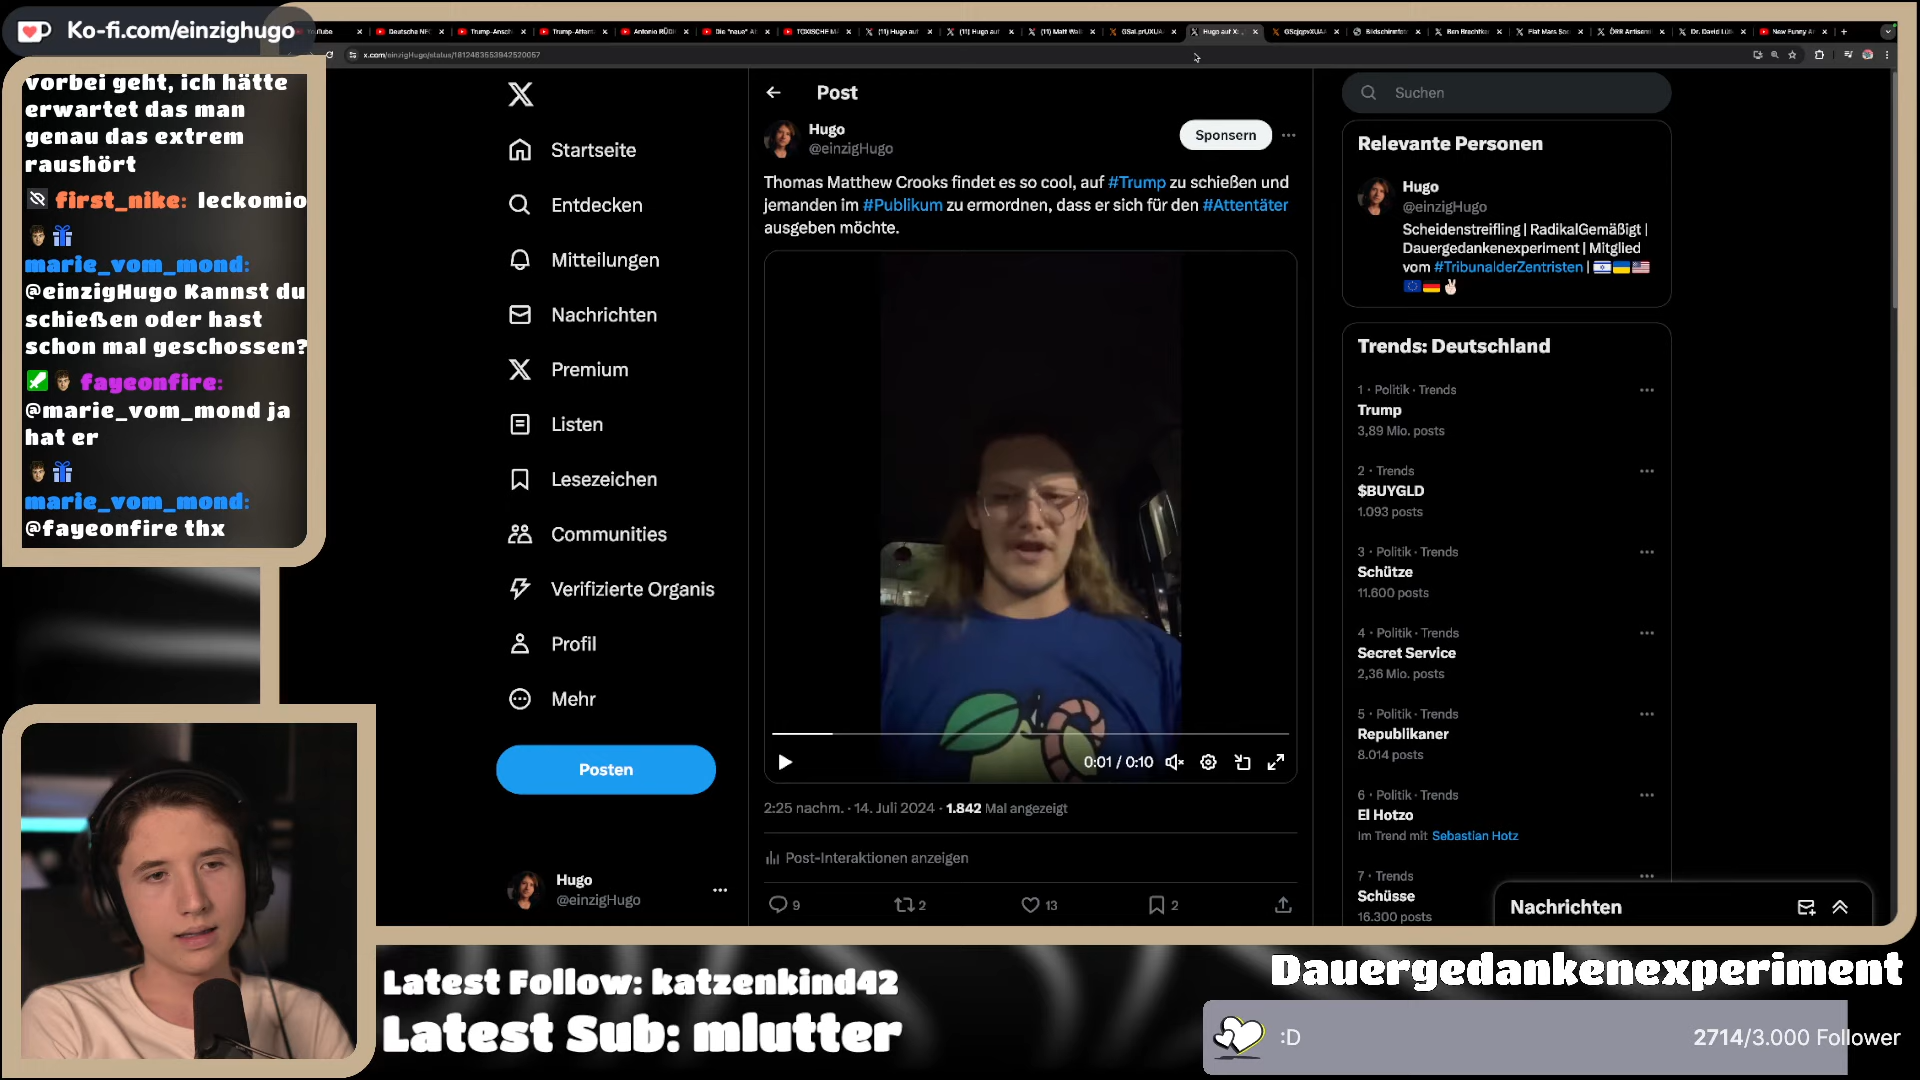 Ko-fi.com/einzighugo
vorbei geht, ich hätte
erwartet das man
genau das extrem
raushört
first_nike: leckomio
marie_vom_mond:
@einzigHugo Kannst du
schießen oder hast
schon mal geschossen?
fayeonfire:
@marie_vom_mond ja
hat er
marie_vom_mond:
@fayeonfire thx
x.com/einzigHugo/status/1812483553942520057
Startseite
Entdecken
Mitteilungen
Nachrichten
Premium
Listen
Lesezeichen
Communities
Verifizierte Organis
Profil
Mehr
Posten
Hugo
@einzigHugo
Post
Hugo
@einzigHugo
Sponsern
Thomas Matthew Crooks findet es so cool, auf #Trump zu schießen und
jemanden im #Publikum zu ermordnen, dass er sich für den #Attentäter
ausgeben möchte.
0:01 / 0:10
2:25 nachm. · 14. Juli 2024 · 1.842 Mal angezeigt
Post-Interaktionen anzeigen
9
2
13
2
Suchen
Relevante Personen
Hugo
@einzigHugo
Scheidenstreifling | RadikalGemäßigt |
Dauergedankenexperiment | Mitglied
vom #TribunalderZentristen |
Trends: Deutschland
1 · Politik · Trends
Trump
3,89 Mio. posts
2 · Trends
$BUYGLD
1.093 posts
3 · Politik · Trends
Schütze
11.600 posts
4 · Politik · Trends
Secret Service
2,36 Mio. posts
5 · Politik · Trends
Republikaner
8.014 posts
6 · Politik · Trends
El Hotzo
Im Trend mit Sebastian Hotz
7 · Trends
Schüsse
16.300 posts
Nachrichten
Latest Follow: katzenkind42
Latest Sub: mlutter
Dauergedankenexperiment
:D
2714/3.000 Follower